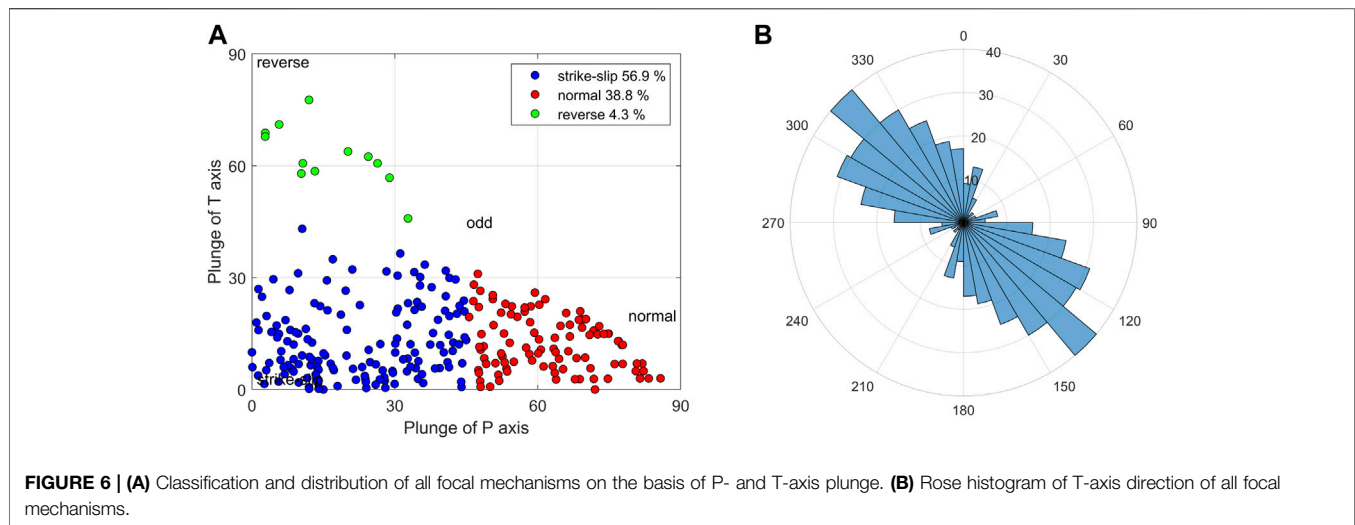 A
90
reverse
strike-slip 56.9 %
normal 38.8 %
reverse 4.3 %
60
Plunge of T axis
odd
30
normal
strike-slip
0
0
30
60
90
Plunge of P axis
B
0
330
40
30
30
300
20
60
10
270
90
240
120
210
150
180
FIGURE 6 | (A) Classification and distribution of all focal mechanisms on the basis of P- and T-axis plunge. (B) Rose histogram of T-axis direction of all focal
mechanisms.